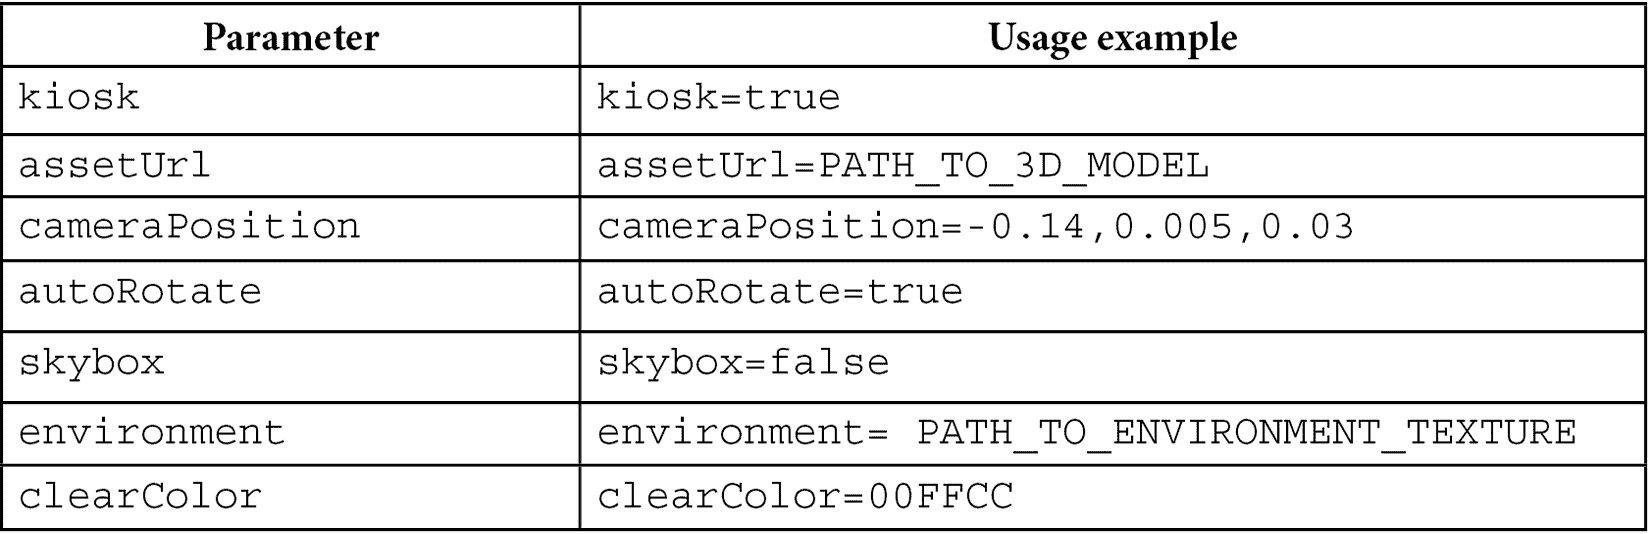 Parameter Usage example
kiosk kiosk=true
assetUrl assetUrl=PATH_TO_3D_MODEL
cameraPosition cameraPosition=-0.14,0.005,0.03
autoRotate autoRotate=true
skybox skybox=false
environment environment= PATH_TO_ENVIRONMENT_TEXTURE
clearColor clearColor=00FFCC